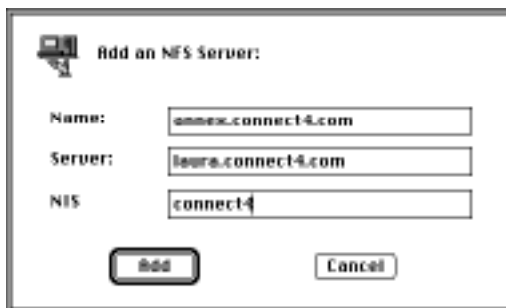 Add an NFS Server:
Name: annex.connect4.com
Server: laura.connect4.com
NIS connect4
Add Cancel